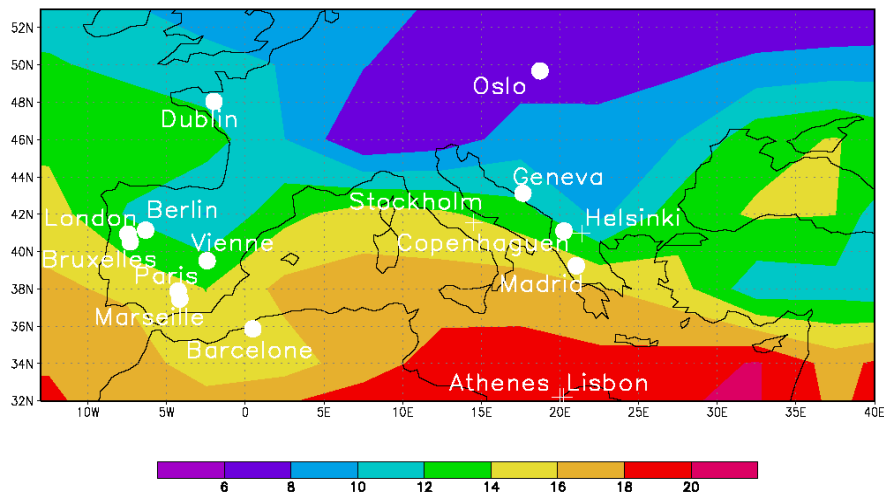 52N
50N
Oslo
48N
Dublin
46N
44N
Geneva
Stockholm
42N
London Berlin Helsinki
Vienne Copenhaguen
40N
Bruxelles
Paris Madrid
38N
Marseille
36N
Barcelone
34N
Athenes Lisbon
32N
10W 5W 0 5E 10E 15E 20E 25E 30E 35E 40E
6 8 10 12 14 16 18 20